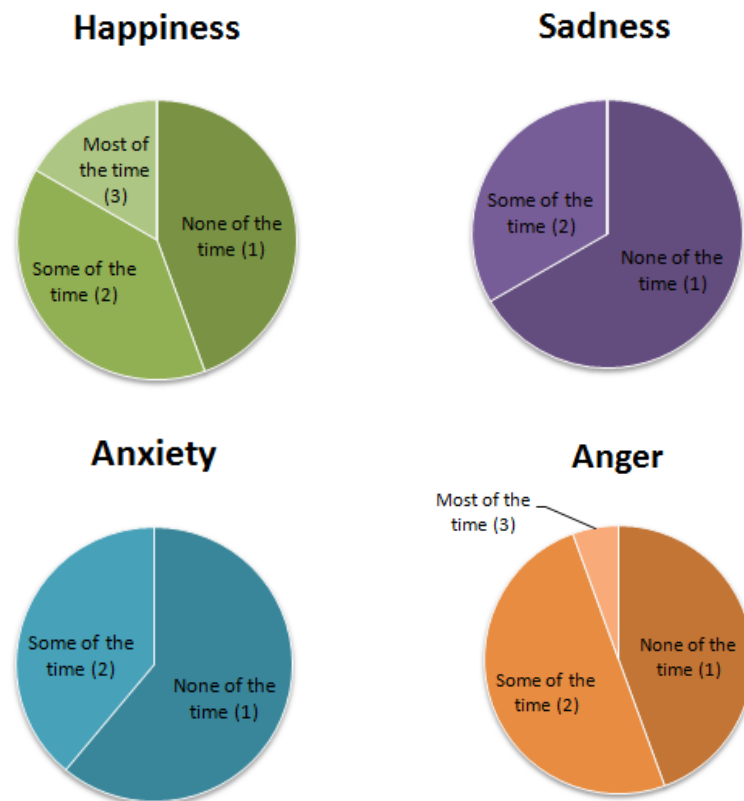 Happiness
Most of
the time
(3)
None of the
time (1)
Some of the
time (2)
Sadness
Some of the
time (2)
None of the
time (1)
Anxiety
Some of the
time (2)
None of the
time (1)
Anger
Most of the
time (3)
None of the
time (1)
Some of the
time (2)